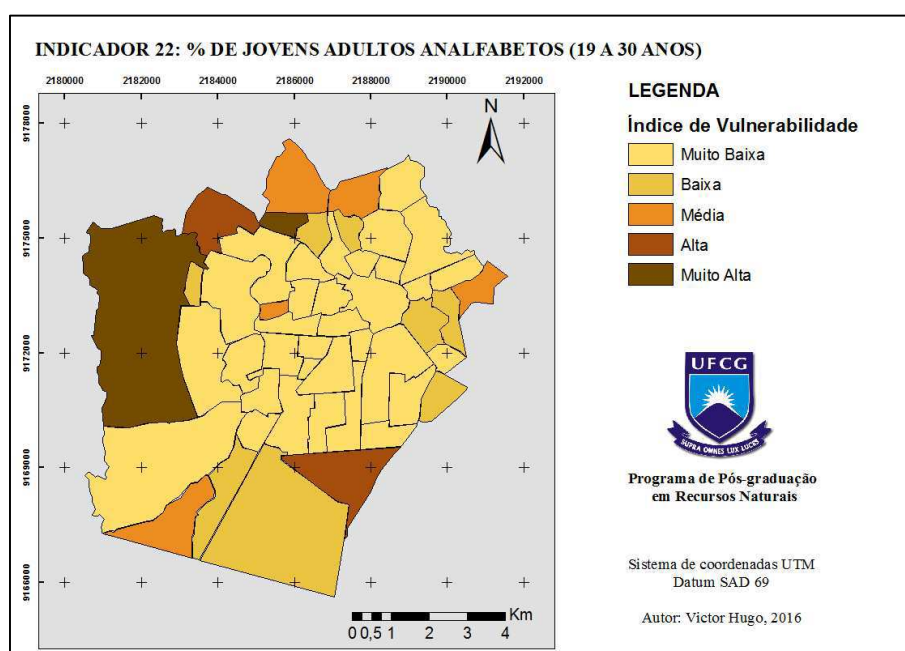 INDICADOR 22: % DE JOVENS ADULTOS ANALFABETOS (19 A 30 ANOS)
2180000 2182000 2184000 2186000 2188000 2190000 2192000
9178000
9175000
9172000
9169000
9166000
N
Km
0 0,5 1 2 3 4
LEGENDA
Índice de Vulnerabilidade
Muito Baixa
Baixa
Média
Alta
Muito Alta
UFCG
SUPRA OMNES LUX LUCES
Programa de Pós-graduação
em Recursos Naturais
Sistema de coordenadas UTM
Datum SAD 69
Autor: Victor Hugo, 2016